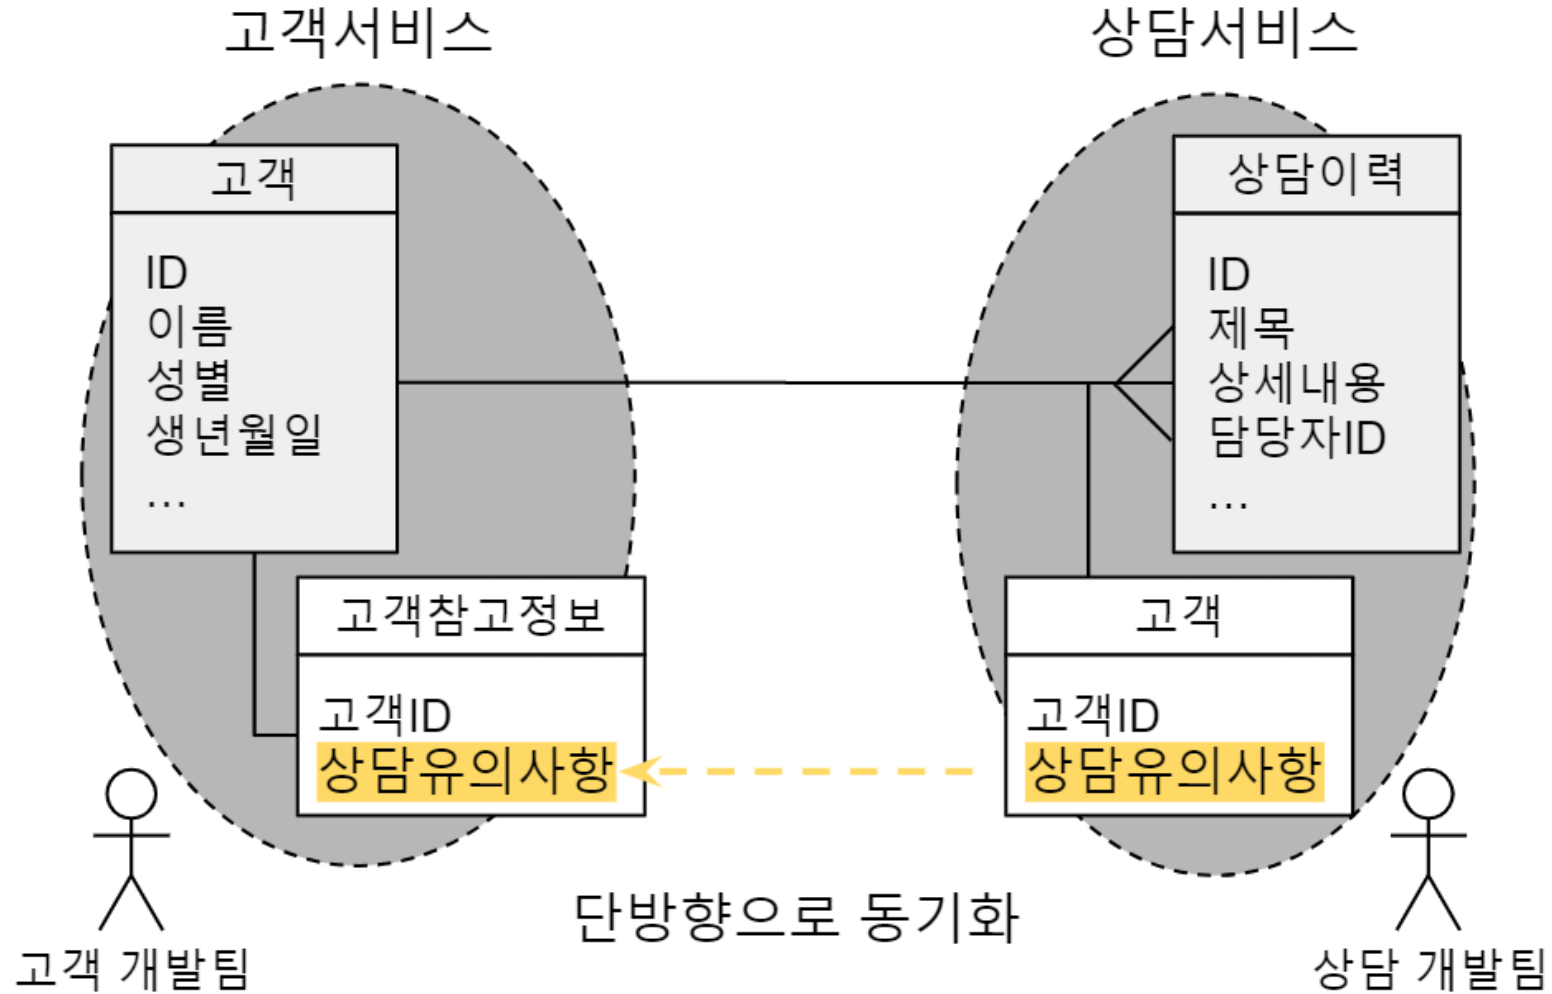 고객서비스
상담서비스
고객
ID
이름
성별
생년월일
...
상담이력
ID
제목
상세내용
담당자ID
...
고객참고정보
고객ID
상담유의사항
고객
고객ID
상담유의사항
단방향으로 동기화
고객 개발팀
상담 개발팀